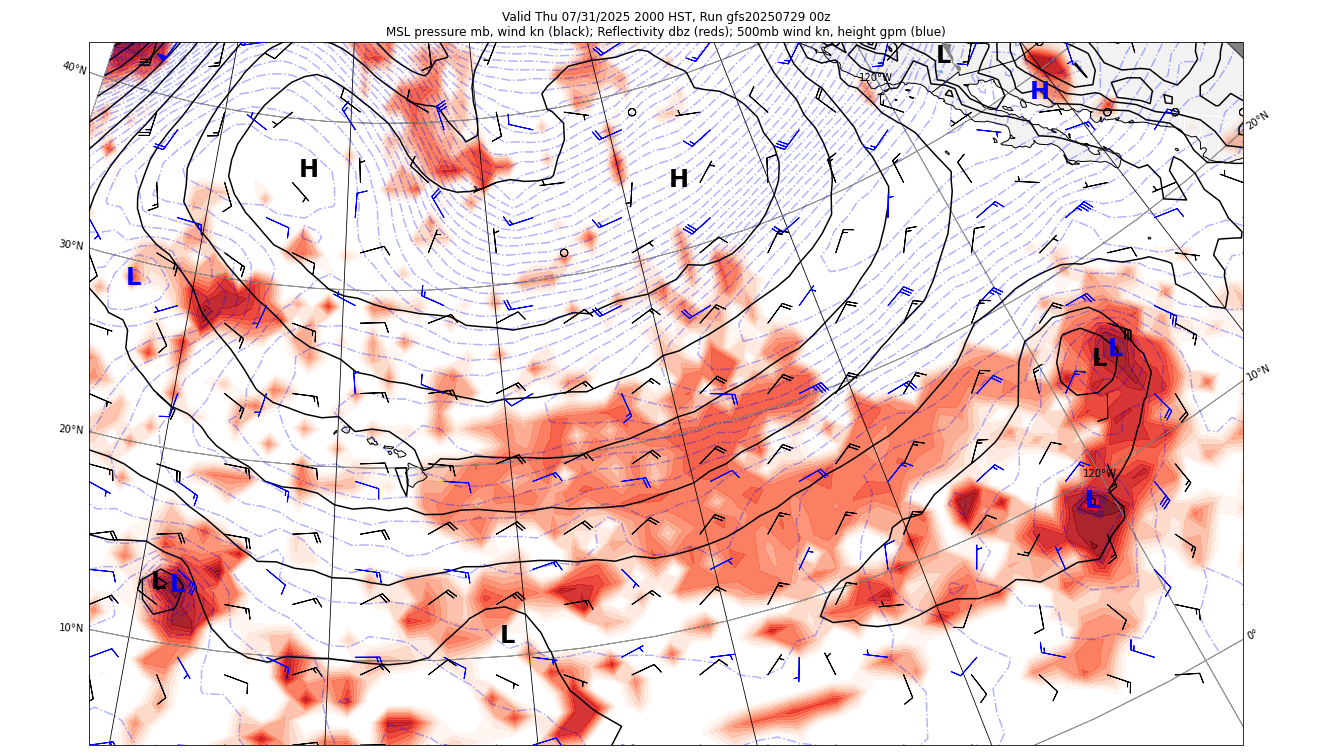 Valid Thu 07/31/2025 2000 HST, Run gfs20250729 00z
MSL pressure mb, wind kn (black); Reflectivity dbz (reds); 500mb wind kn, height gpm (blue)
L
40°N
120°W
H
20°N
H
H
30°N
L
L
L
10°N
20°N
120°W
L
L
L
10°N
L
0°